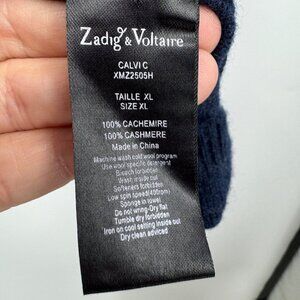 Zadig & Voltaire
CALVI C
XMZ2505H
TAILLE XL
SIZE XL
100% CACHEMIRE
100% CASHMERE
Made in China
Machine wash cold wool program
Use wool specific detergent
Bleach forbidden
Wash inside out
Softeners forbidden
Low spin speed(400rpm)
Sponge in towel
Do not wring-Dry flat
Tumble dry forbidden
Iron on cool setting inside out
Dry clean adviced